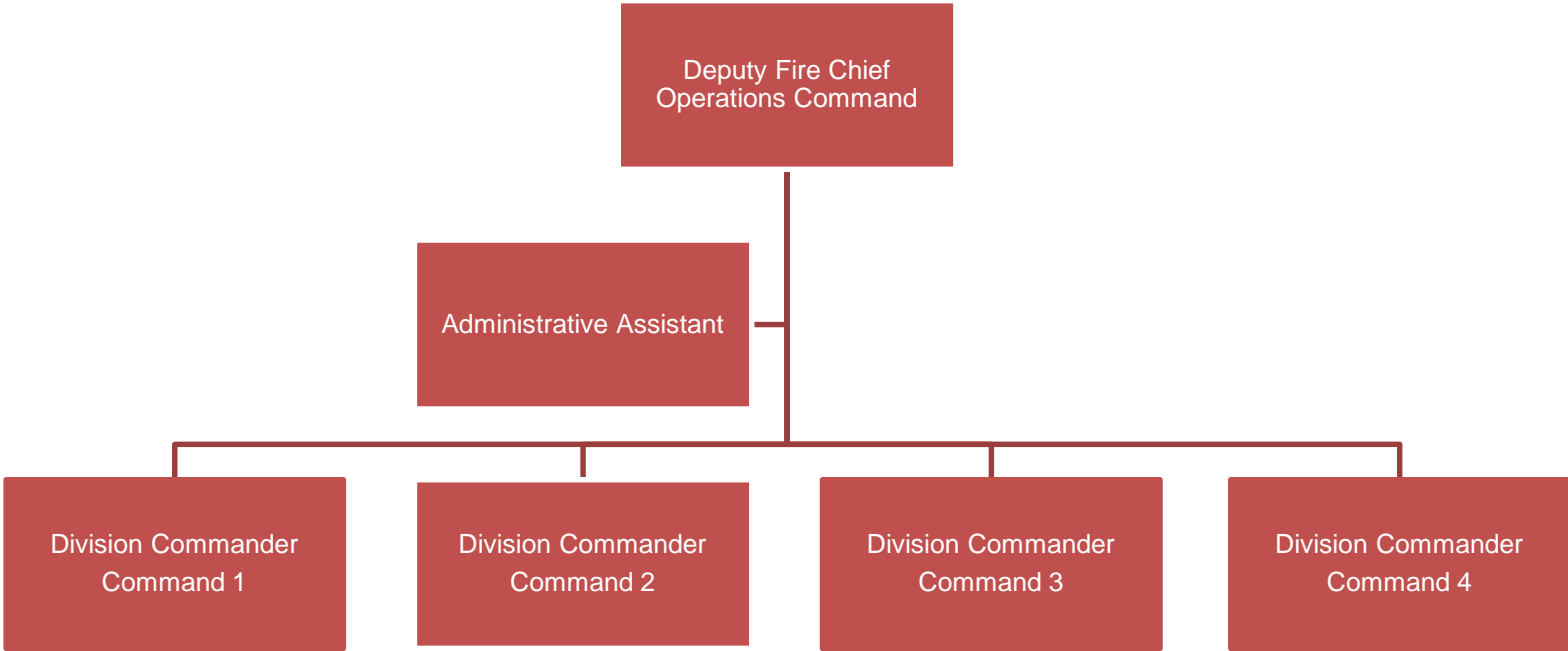 Deputy Fire Chief
Operations Command
Administrative Assistant
Division Commander
Command 1
Division Commander
Command 2
Division Commander
Command 3
Division Commander
Command 4